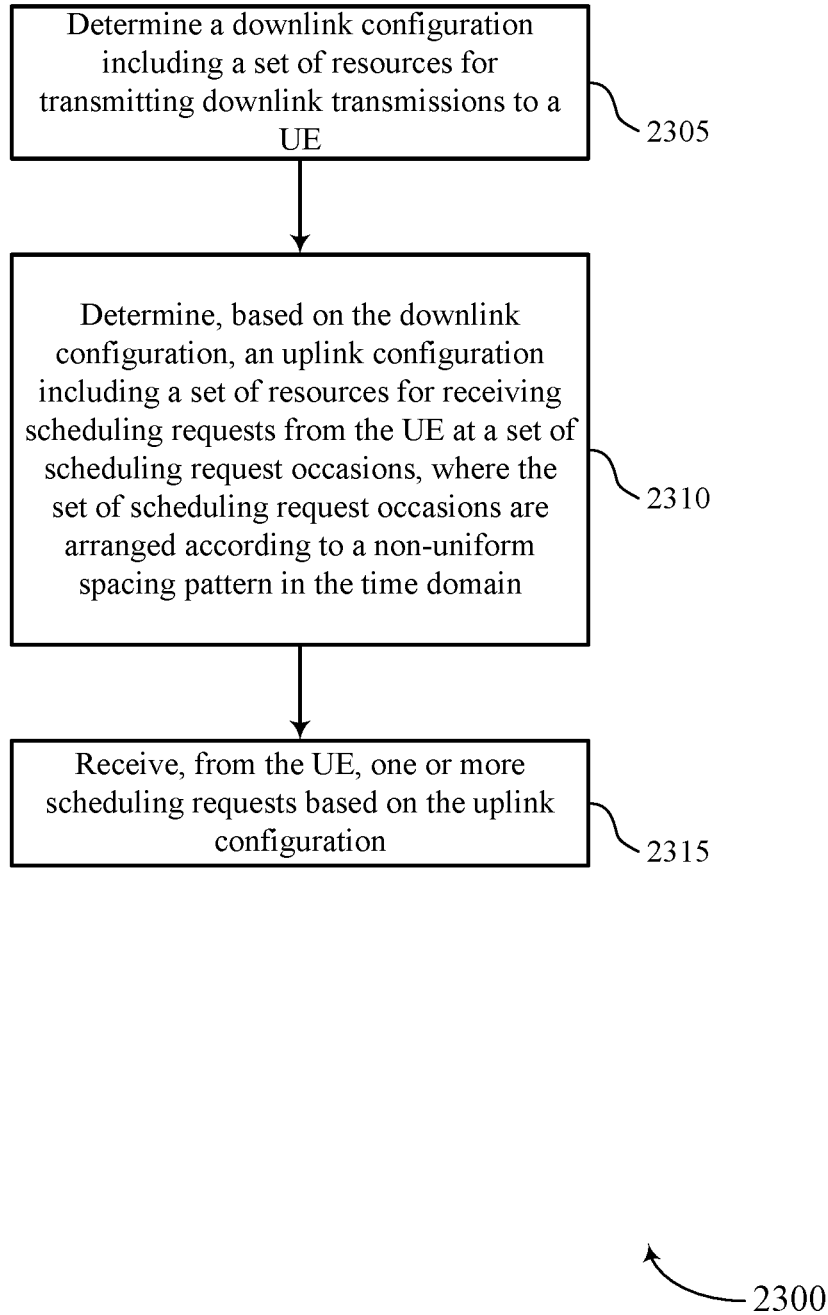 Determine a downlink configuration
including a set of resources for
transmitting downlink transmissions to a
UE
2305
Determine, based on the downlink
configuration, an uplink configuration
including a set of resources for receiving
scheduling requests from the UE at a set of
scheduling request occasions, where the
set of scheduling request occasions are
arranged according to a non-uniform
spacing pattern in the time domain
2310
Receive, from the UE, one or more
scheduling requests based on the uplink
configuration
2315
2300